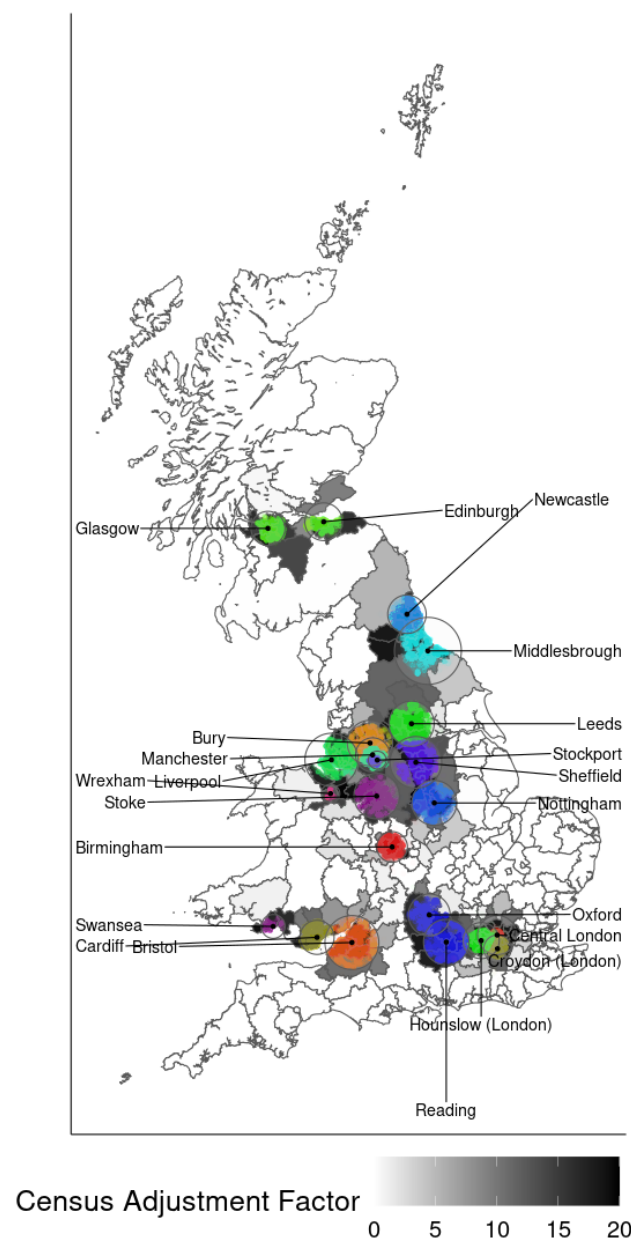 Newcastle
Edinburgh
Glasgow
Middlesbrough
Leeds
Bury
Stockport
Manchester
Sheffield
Wrexham
Liverpool
Stoke
Nottingham
Birmingham
Oxford
Swansea
Central London
Cardiff
Bristol
Croydon (London)
Hounslow (London)
Reading
Census Adjustment Factor
0 5 10 15 20